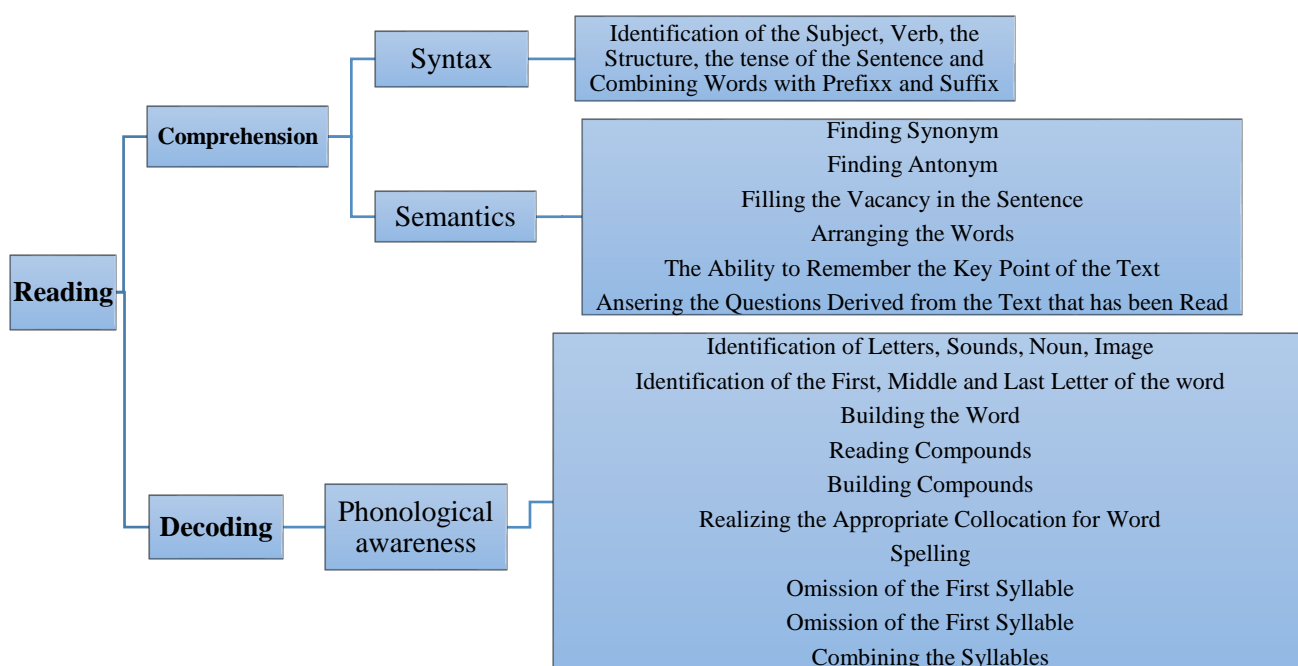 Reading
Comprehension
Syntax
Identification of the Subject, Verb, the
Structure, the tense of the Sentence and
Combining Words with Prefixx and Suffix
Semantics
Finding Synonym
Finding Antonym
Filling the Vacancy in the Sentence
Arranging the Words
The Ability to Remember the Key Point of the Text
Ansering the Questions Derived from the Text that has been Read
Decoding
Phonological
awareness
Identification of Letters, Sounds, Noun, Image
Identification of the First, Middle and Last Letter of the word
Building the Word
Reading Compounds
Building Compounds
Realizing the Appropriate Collocation for Word
Spelling
Omission of the First Syllable
Omission of the First Syllable
Combining the Syllables